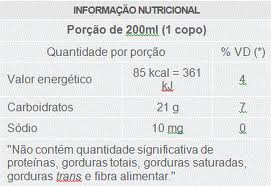 INFORMAÇÃO NUTRICIONAL
Porção de 200ml (1 copo)
Quantidade por porção % VD (*)
Valor energético 85 kcal = 361 kJ 4
Carboidratos 21 g 7
Sódio 10 mg 0
"Não contém quantidade significativa de
proteínas, gorduras totais, gorduras saturadas,
gorduras trans e fibra alimentar."